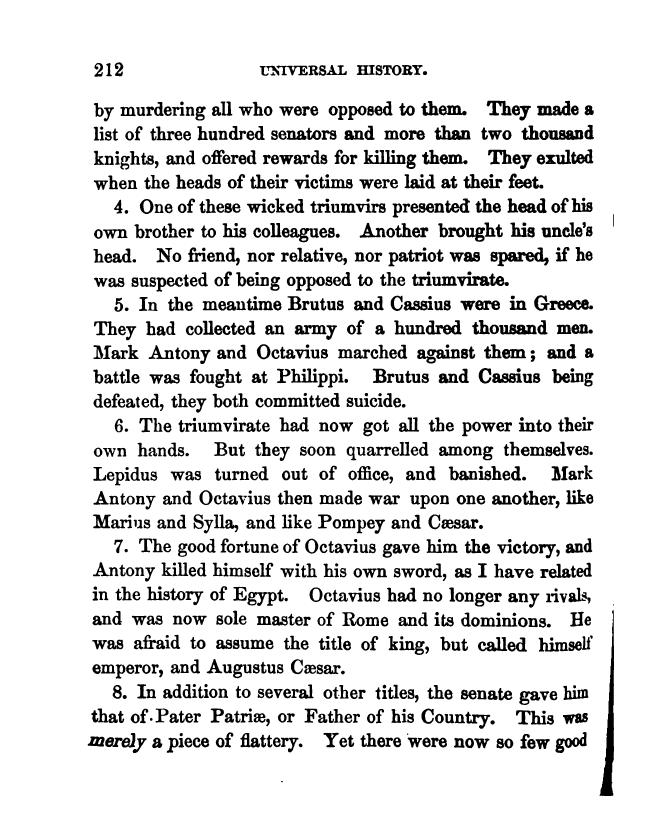 212 UNIVERSAL HISTORY.
by murdering all who were opposed to them. They made a
list of three hundred senators and more than two thousand
knights, and offered rewards for killing them. They exulted
when the heads of their victims were laid at their feet.
4. One of these wicked triumvirs presented the head of his
own brother to his colleagues. Another brought his uncle's
head. No friend, nor relative, nor patriot was spared, if he
was suspected of being opposed to the triumvirate.
5. In the meantime Brutus and Cassius were in Greece.
They had collected an army of a hundred thousand men.
Mark Antony and Octavius marched against them; and a
battle was fought at Philippi. Brutus and Cassius being
defeated, they both committed suicide.
6. The triumvirate had now got all the power into their
own hands. But they soon quarrelled among themselves.
Lepidus was turned out of office, and banished. Mark
Antony and Octavius then made war upon one another, like
Marius and Sylla, and like Pompey and Cæsar.
7. The good fortune of Octavius gave him the victory, and
Antony killed himself with his own sword, as I have related
in the history of Egypt. Octavius had no longer any rivals,
and was now sole master of Rome and its dominions. He
was afraid to assume the title of king, but called himself
emperor, and Augustus Cæsar.
8. In addition to several other titles, the senate gave him
that of Pater Patriæ, or Father of his Country. This was
merely a piece of flattery. Yet there were now so few good